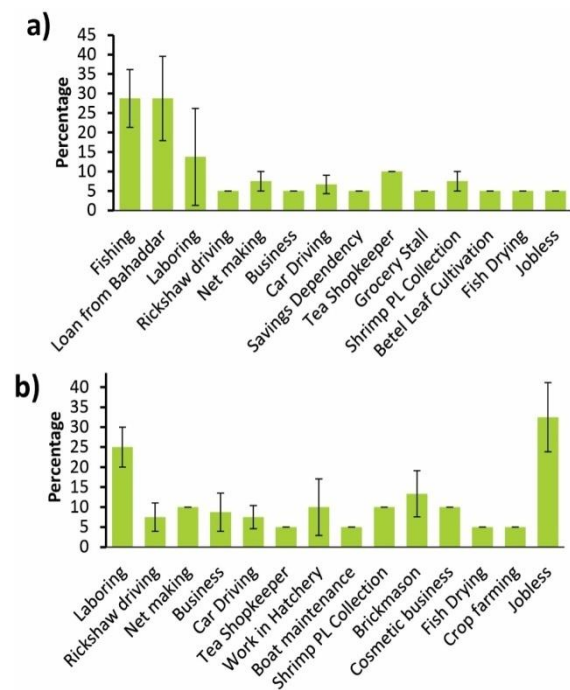 a)
Percentage
45
40
35
30
25
20
15
10
5
0
Fishing
Loan from Bahaddar
Laboring
Rickshaw driving
Net making
Business
Car Driving
Savings Dependency
Tea Shopkeeper
Grocery Stall
Shrimp PL Collection
Betel Leaf Cultivation
Fish Drying
Jobless
b)
Percentage
40
35
30
25
20
15
10
5
0
Laboring
Rickshaw driving
Net making
Business
Car Driving
Tea Shopkeeper
Work in Hatchery
Boat maintenance
Shrimp PL Collection
Brickmason
Cosmetic business
Fish Drying
Crop farming
Jobless